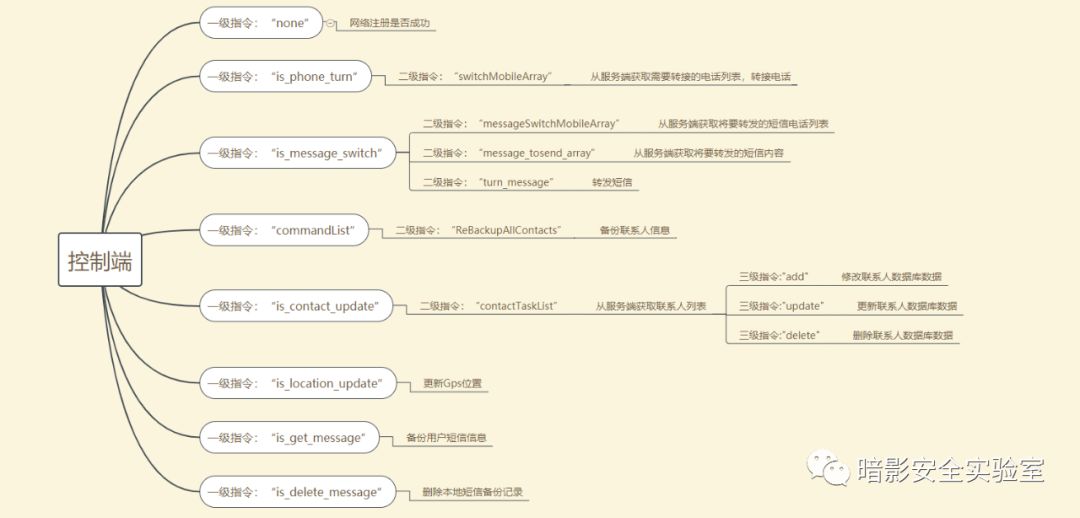 控制端
一级指令： “none”
网络注册是否成功
一级指令： “is_phone_turn”
二级指令： “switchMobileArray”
从服务端获取需要转接的电话列表，转接电话
一级指令： “is_message_switch”
二级指令： “messageSwitchMobileArray”
从服务端获取将要转发的短信电话列表
二级指令： “message_tosend_array”
从服务端获取将要转发的短信内容
二级指令： “turn_message”
转发短信
一级指令： “commandList”
二级指令： “ReBackupAllContacts”
备份联系人信息
一级指令： “is_contact_update”
二级指令： “contactTaskList”
从服务端获取联系人列表
三级指令:"add"
修改联系人数据库数据
三级指令:"update"
更新联系人数据库数据
三级指令:"delete"
删除联系人数据库数据
一级指令： “is_location_update”
更新Gps位置
一级指令： “is_get_message”
备份用户短信信息
一级指令： “is_delete_message”
删除本地短信备份记录
暗影安全实验室